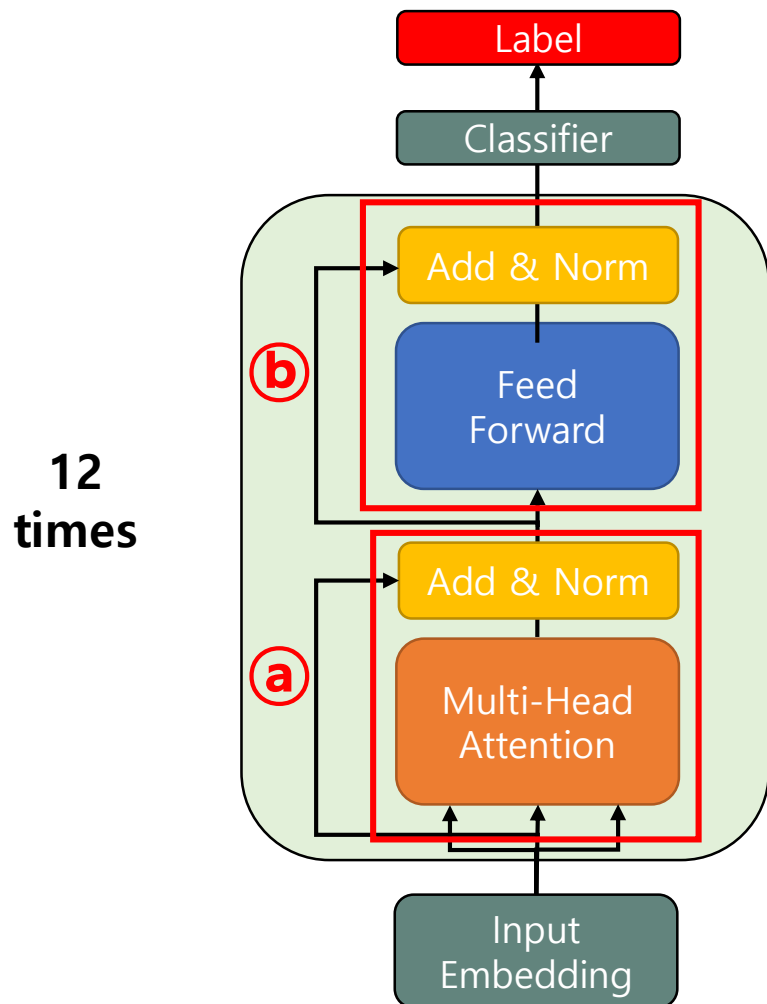 Label
Classifier
Add & Norm
ⓑ
Feed
Forward
12
times
Add & Norm
ⓐ
Multi-Head
Attention
Input
Embedding